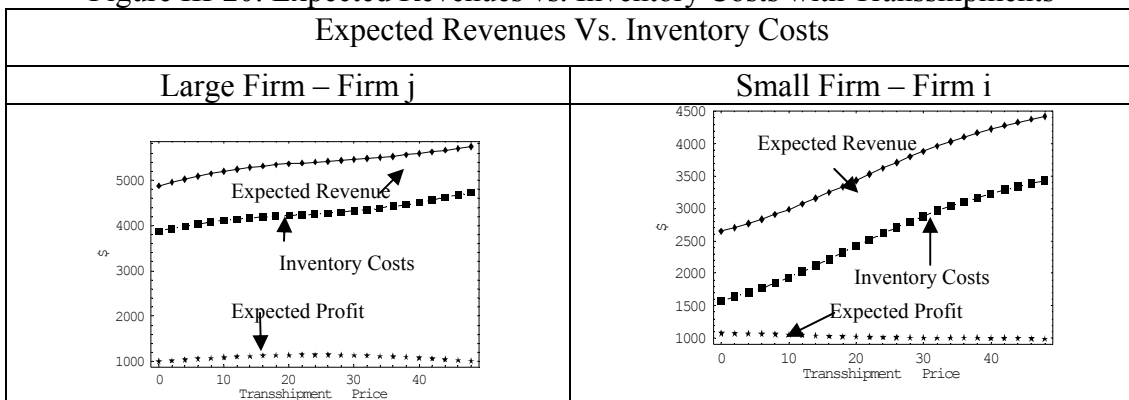 Figure III-20: Expected Revenues vs. Inventory Costs with Transshipments
Expected Revenues Vs. Inventory Costs
Large Firm – Firm j
Small Firm – Firm i
5000
4000
3000
2000
1000
$
Expected Revenue
Inventory Costs
Expected Profit
0 10 20 30 40
Transshipment Price
4500
4000
3500
3000
2500
2000
1500
1000
$
Expected Revenue
Inventory Costs
Expected Profit
0 10 20 30 40
Transshipment Price